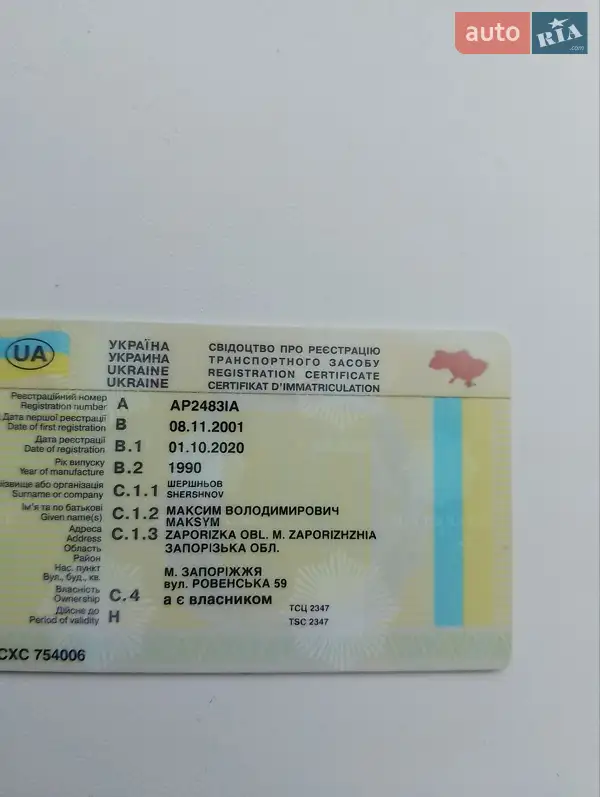 auto RIA .com
UA
УКРАЇНА СВІДОЦТВО ПРО РЕЄСТРАЦІЮ
УКРАИНА ТРАНСПОРТНОГО ЗАСОБУ
UKRAINE REGISTRATION CERTIFICATE
UKRAINE CERTIFIKAT D'IMMATRICULATION
Реєстраційний номер
Registration number A AP2483IA
Дата першої реєстрації
Date of first registration B 08.11.2001
Дата реєстрації
Date of registration B.1 01.10.2020
Рік випуску
Year of manufacture B.2 1990
ізвище або організація
Surname or company C.1.1 ШЕРШНЬОВ
SHERSHNOV
Ім'я та по батькові
Given name(s) C.1.2 МАКСИМ ВОЛОДИМИРОВИЧ
MAKSYM
Адреса
Address C.1.3 ZAPORIZKA OBL. M. ZAPORIZHZHIA
Область ЗАПОРІЗЬКА ОБЛ.
Район
Нас. пункт М. ЗАПОРІЖЖЯ
Вул., буд., кв. вул. РОВЕНСЬКА 59
Власність
Ownership C.4 а є власником
Дійсне до ТСЦ 2347
Period of validity H TSC 2347
СХС 754006